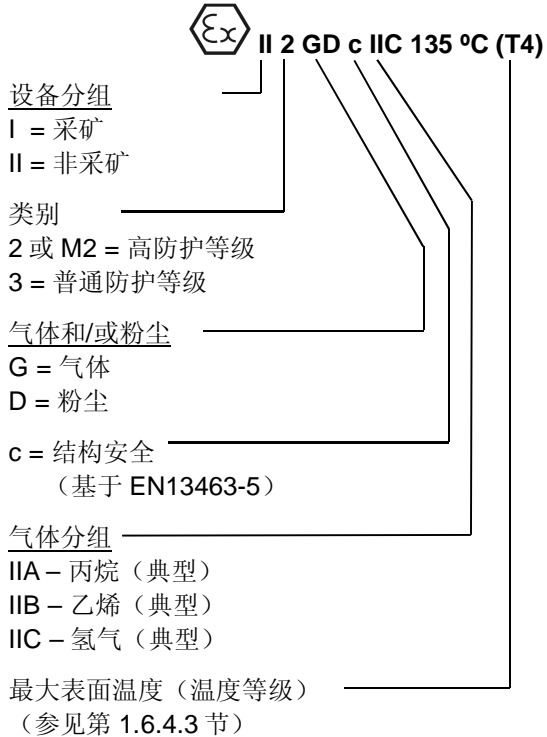 Ex II 2 GD c IIC 135 ºC (T4)
设备分组
I = 采矿
II = 非采矿
类别
2 或 M2 = 高防护等级
3 = 普通防护等级
气体和/或粉尘
G = 气体
D = 粉尘
c = 结构安全
（基于 EN13463-5）
气体分组
IIA – 丙烷（典型）
IIB – 乙烯（典型）
IIC – 氢气（典型）
最大表面温度（温度等级）
（参见第 1.6.4.3 节）